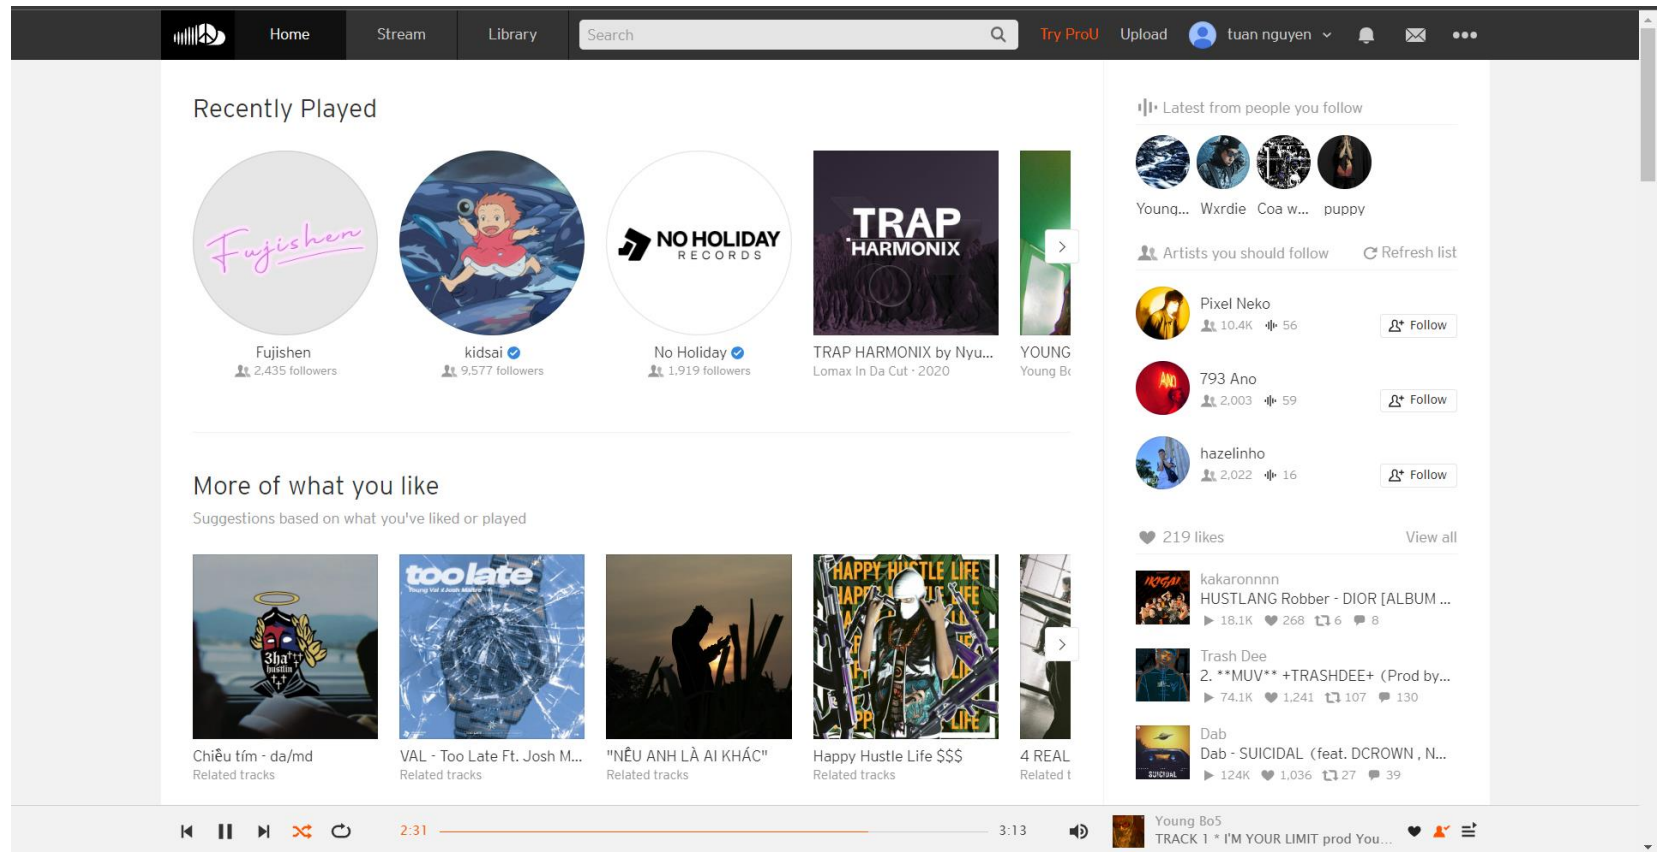 Home
Stream
Library
Search
Try ProU
Upload
tuan nguyen
Recently Played
Fujishen
NO HOLIDAY
RECORDS
TRAP
HARMONIX
Fujishen
2,435 followers
kidsai
9,577 followers
No Holiday
1,919 followers
TRAP HARMONIX by Nyu...
Lomax In Da Cut · 2020
YOUNG
Young Bo
More of what you like
Suggestions based on what you've liked or played
3ha
hustlin
too late
Young Val x Josh
HAPPY HUSTLE LIFE
Chiều tím - da/md
Related tracks
VAL - Too Late Ft. Josh M...
Related tracks
"NẾU ANH LÀ AI KHÁC"
Related tracks
Happy Hustle Life $$$
Related tracks
4 REAL
Related t
Latest from people you follow
Young...
Wxrdie
Coa w...
puppy
Artists you should follow
Refresh list
Pixel Neko
10.4K 56
Follow
ANO
793 Ano
2,003 59
Follow
hazelinho
2,022 16
Follow
219 likes
View all
IKIGAI
kakaronnnn
HUSTLANG Robber - DIOR [ALBUM ...
18.1K 268 6 8
Trash Dee
2. **MUV** +TRASHDEE+ (Prod by...
74.1K 1,241 107 130
SUICIDAL
Dab
Dab - SUICIDAL (feat. DCROWN , N...
124K 1,036 27 39
2:31
3:13
Young Bo5
TRACK 1 * I'M YOUR LIMIT prod You...